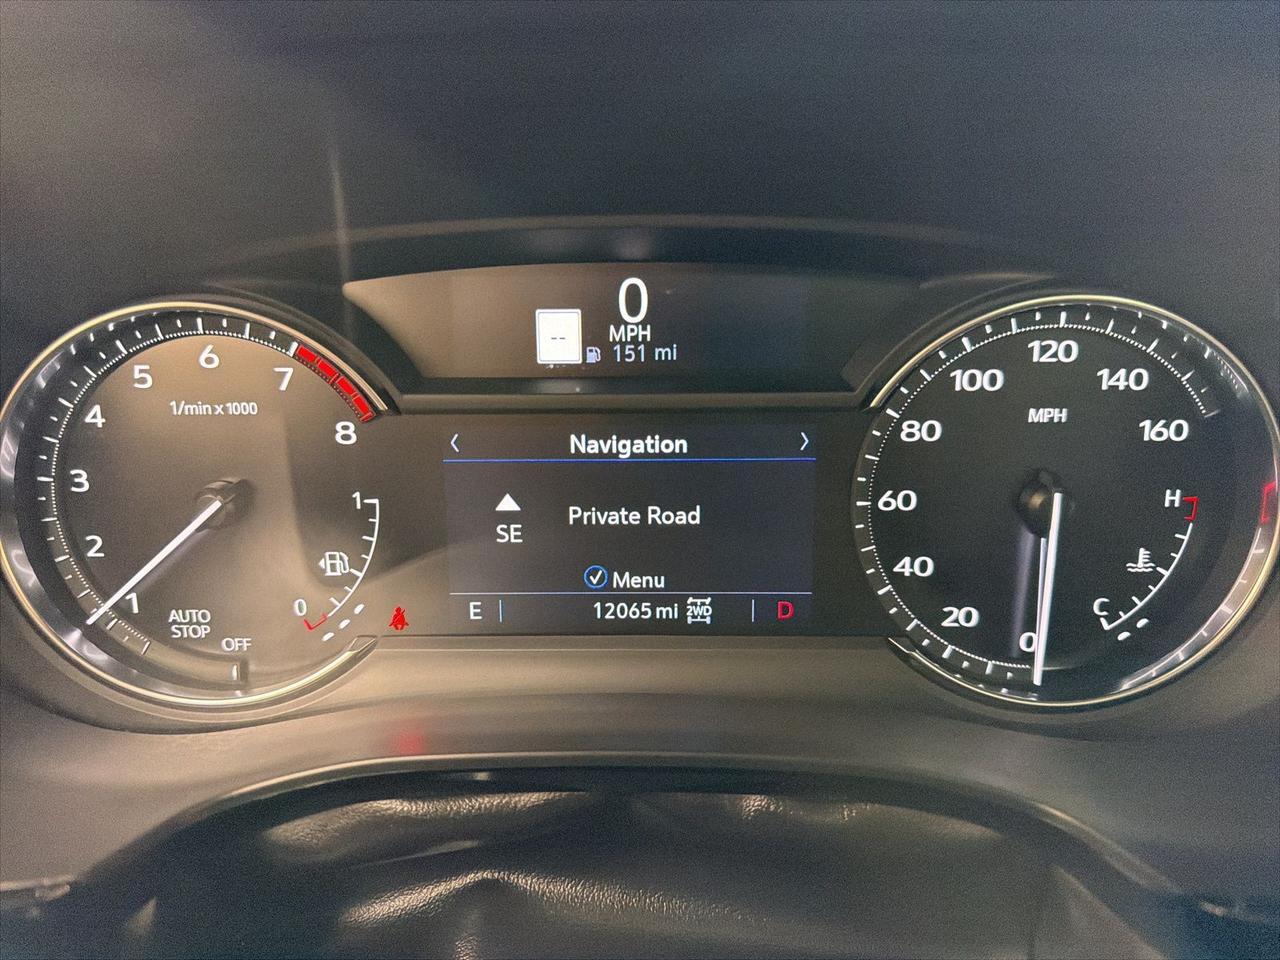 0
MPH
--
151 mi
6
5
7
4
1/min x 1000
8
3
1
2
1
0
AUTO
STOP
OFF
< Navigation >
SE
Private Road
Menu
E 12065 mi 2WD D
120
100
140
MPH
80
160
60
H
40
C
20
0